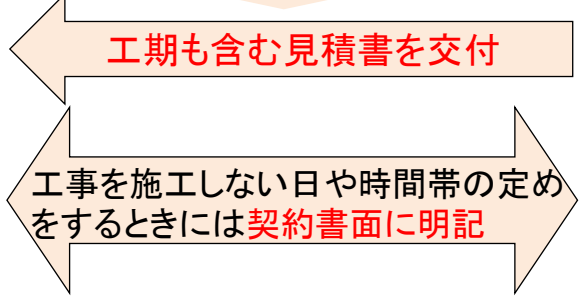 工期も含む見積書を交付
工事を施工しない日や時間帯の定め
をするときには契約書面に明記